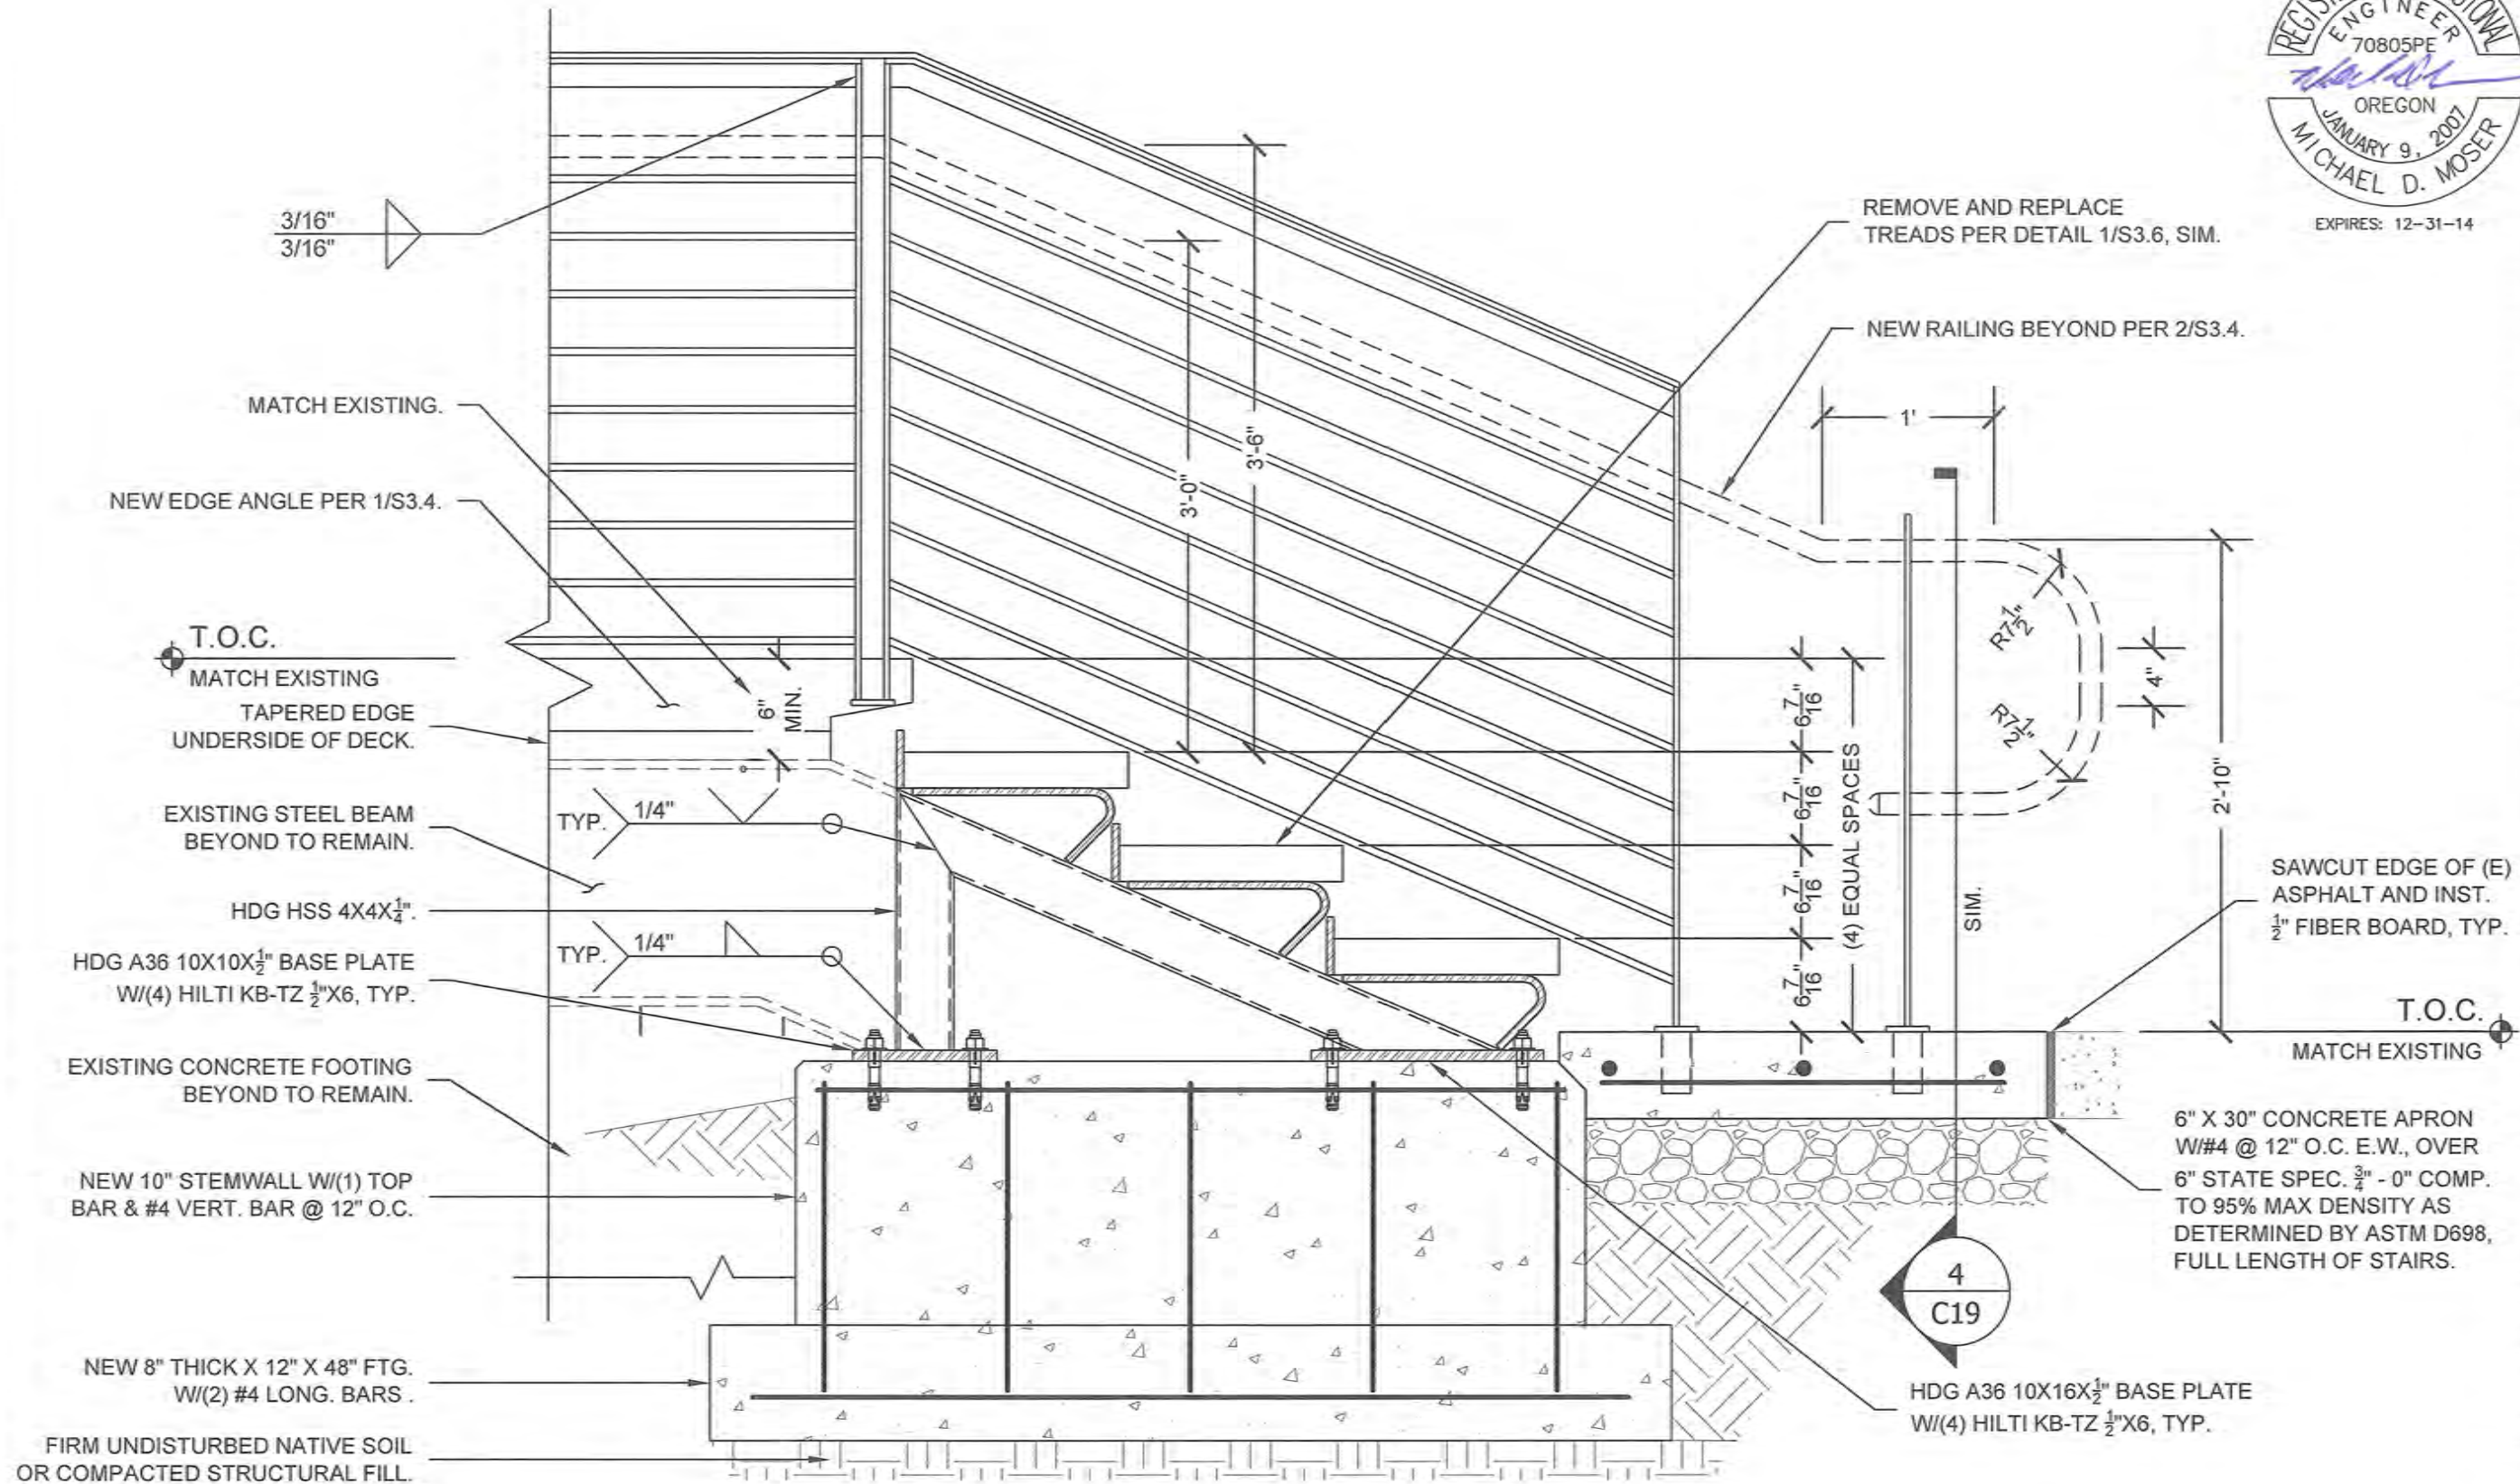 ENGINEER
70805PE
OREGON
JANUARY 9, 2007
MICHAEL D. MOSER
EXPIRES: 12-31-14
3/16"
3/16"
REMOVE AND REPLACE
TREADS PER DETAIL 1/S3.6, SIM.
NEW RAILING BEYOND PER 2/S3.4.
MATCH EXISTING.
NEW EDGE ANGLE PER 1/S3.4.
T.O.C.
MATCH EXISTING
TAPERED EDGE
UNDERSIDE OF DECK.
EXISTING STEEL BEAM
BEYOND TO REMAIN.
HDG HSS 4X4X1/4".
HDG A36 10X10X1/2" BASE PLATE
W/(4) HILTI KB-TZ 1/2"X6, TYP.
EXISTING CONCRETE FOOTING
BEYOND TO REMAIN.
NEW 10" STEMWALL W/(1) TOP
BAR & #4 VERT. BAR @ 12" O.C.
NEW 8" THICK X 12" X 48" FTG.
W/(2) #4 LONG. BARS .
FIRM UNDISTURBED NATIVE SOIL
OR COMPACTED STRUCTURAL FILL.
6"
MIN.
TYP.
1/4"
TYP.
1/4"
3'-0"
3'-6"
1'
R7 1/2"
R7 1/2"
4"
2'-10"
6 7/16"
6 7/16"
6 7/16"
6 7/16"
(4) EQUAL SPACES
SIM.
SAWCUT EDGE OF (E)
ASPHALT AND INST.
1/2" FIBER BOARD, TYP.
T.O.C.
MATCH EXISTING
6" X 30" CONCRETE APRON
W/#4 @ 12" O.C. E.W., OVER
6" STATE SPEC. 3/4" - 0" COMP.
TO 95% MAX DENSITY AS
DETERMINED BY ASTM D698,
FULL LENGTH OF STAIRS.
4
C19
HDG A36 10X16X1/2" BASE PLATE
W/(4) HILTI KB-TZ 1/2"X6, TYP.